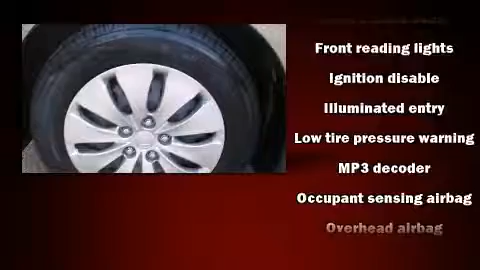 Front reading lights
Ignition disable
Illuminated entry
Low tire pressure warning
MP3 decoder
Occupant sensing airbag
Overhead airbag